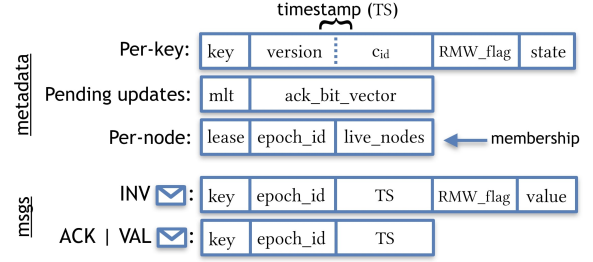 timestamp (TS)
metadata
Per-key: key version c_id RMW_flag state
Pending updates: mlt ack_bit_vector
Per-node: lease epoch_id live_nodes membership
msgs
INV : key epoch_id TS RMW_flag value
ACK | VAL : key epoch_id TS